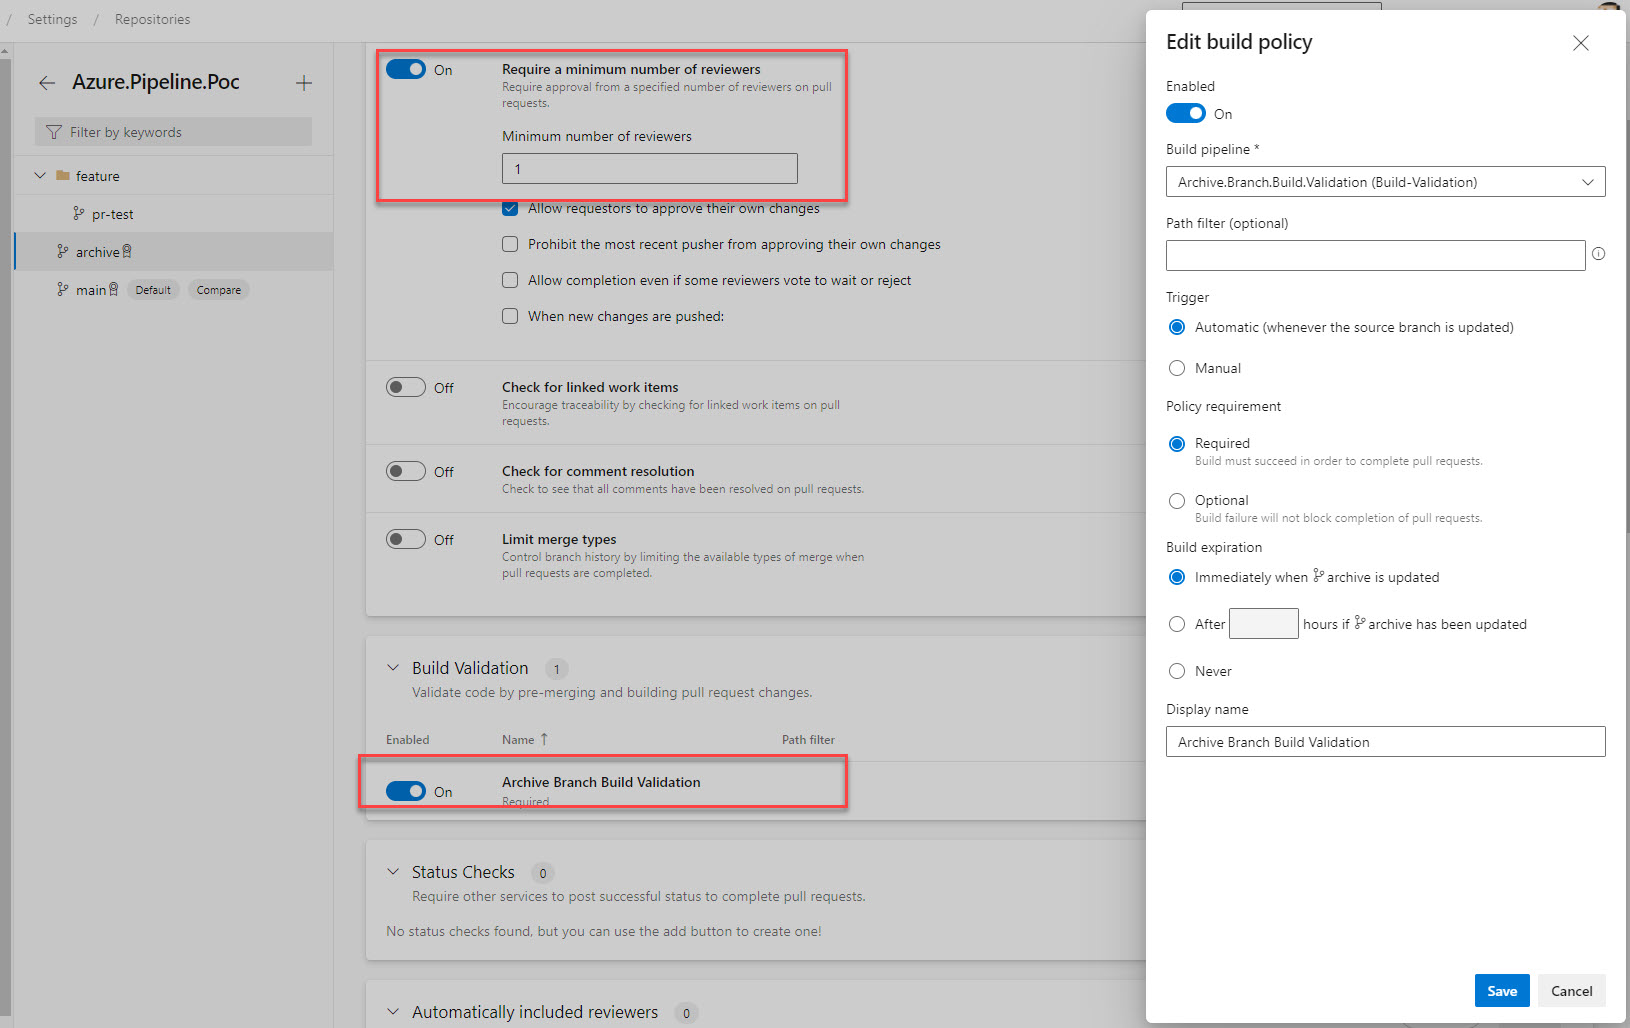 / Settings / Repositories
Azure.Pipeline.Poc
Filter by keywords
feature
pr-test
archive
main Default Compare
On
Require a minimum number of reviewers
Require approval from a specified number of reviewers on pull
requests.
Minimum number of reviewers
1
Allow requestors to approve their own changes
Prohibit the most recent pusher from approving their own changes
Allow completion even if some reviewers vote to wait or reject
When new changes are pushed:
Off
Check for linked work items
Encourage traceability by checking for linked work items on pull
requests.
Off
Check for comment resolution
Check to see that all comments have been resolved on pull requests.
Off
Limit merge types
Control branch history by limiting the available types of merge when
pull requests are completed.
Build Validation 1
Validate code by pre-merging and building pull request changes.
Enabled Name ↑ Path filter
On
Archive Branch Build Validation
Required
Status Checks 0
Require other services to post successful status to complete pull requests.
No status checks found, but you can use the add button to create one!
Automatically included reviewers 0
Edit build policy
Enabled
On
Build pipeline *
Archive.Branch.Build.Validation (Build-Validation)
Path filter (optional)
Trigger
Automatic (whenever the source branch is updated)
Manual
Policy requirement
Required
Build must succeed in order to complete pull requests.
Optional
Build failure will not block completion of pull requests.
Build expiration
Immediately when archive is updated
After hours if archive has been updated
Never
Display name
Archive Branch Build Validation
Save Cancel